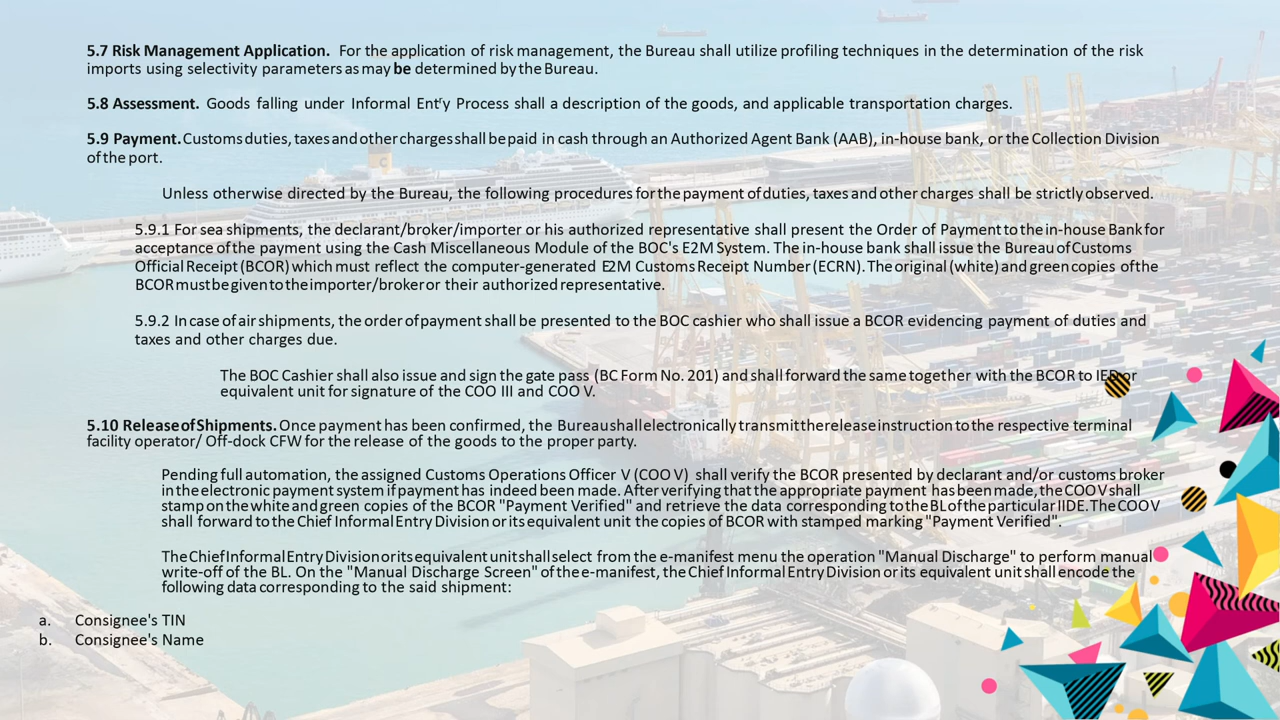 5.7 Risk Management Application. For the application of risk management, the Bureau shall utilize profiling techniques in the determination of the risk
imports using selectivity parameters as may be determined by the Bureau.
5.8 Assessment. Goods falling under Informal Entry Process shall a description of the goods, and applicable transportation charges.
5.9 Payment. Customs duties, taxes and other charges shall be paid in cash through an Authorized Agent Bank (AAB), in-house bank, or the Collection Division
of the port.
Unless otherwise directed by the Bureau, the following procedures for the payment of duties, taxes and other charges shall be strictly observed.
5.9.1 For sea shipments, the declarant/broker/importer or his authorized representative shall present the Order of Payment to the in-house Bank for
acceptance of the payment using the Cash Miscellaneous Module of the BOC's E2M System. The in-house bank shall issue the Bureau of Customs
Official Receipt (BCOR) which must reflect the computer-generated E2M Customs Receipt Number (ECRN). The original (white) and green copies of the
BCOR must be given to the importer/broker or their authorized representative.
5.9.2 In case of air shipments, the order of payment shall be presented to the BOC cashier who shall issue a BCOR evidencing payment of duties and
taxes and other charges due.
The BOC Cashier shall also issue and sign the gate pass (BC Form No. 201) and shall forward the same together with the BCOR to IED or
equivalent unit for signature of the COO III and COO V.
5.10 Release of Shipments. Once payment has been confirmed, the Bureau shall electronically transmit the release instruction to the respective terminal
facility operator/ Off-dock CFW for the release of the goods to the proper party.
Pending full automation, the assigned Customs Operations Officer V (COO V) shall verify the BCOR presented by declarant and/or customs broker
in the electronic payment system if payment has indeed been made. After verifying that the appropriate payment has been made, the COO V shall
stamp on the white and green copies of the BCOR "Payment Verified" and retrieve the data corresponding to the BL of the particular IIDE. The COO V
shall forward to the Chief Informal Entry Division or its equivalent unit the copies of BCOR with stamped marking "Payment Verified".
The Chief Informal Entry Division or its equivalent unit shall select from the e-manifest menu the operation "Manual Discharge" to perform manual
write-off of the BL. On the "Manual Discharge Screen" of the e-manifest, the Chief Informal Entry Division or its equivalent unit shall encode the
following data corresponding to the said shipment:
a. Consignee's TIN
b. Consignee's Name